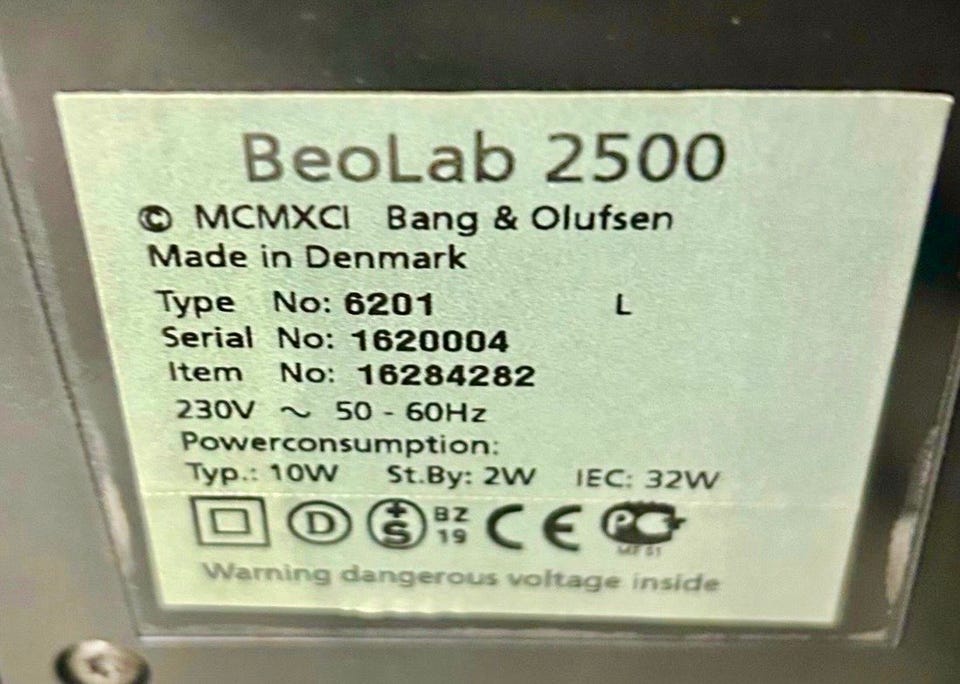 BeoLab 2500
© MCMXCI Bang & Olufsen
Made in Denmark
Type No: 6201 L
Serial No: 1620004
Item No: 16284282
230V ~ 50 - 60Hz
Powerconsumption:
Typ.: 10W St.By: 2W IEC: 32W
D +S BZ 19 CE PC
Warning dangerous voltage inside